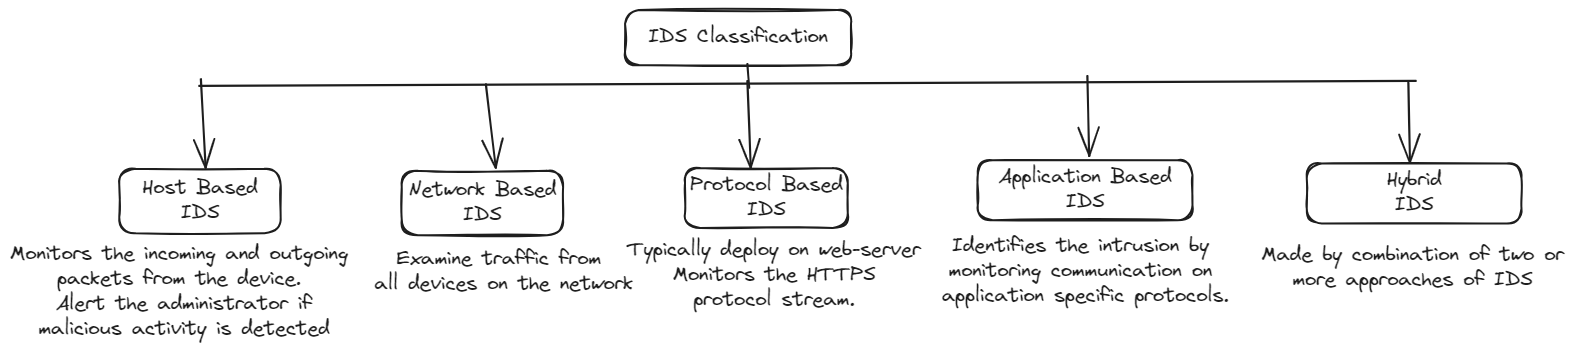 IDS Classification
Host Based
IDS
Monitors the incoming and outgoing
packets from the device.
Alert the administrator if
malicious activity is detected
Network Based
IDS
Examine traffic from
all devices on the network
Protocol Based
IDS
Typically deploy on web-server
Monitors the HTTPS
protocol stream.
Application Based
IDS
Identifies the intrusion by
monitoring communication on
application specific protocols.
Hybrid
IDS
Made by combination of two or
more approaches of IDS